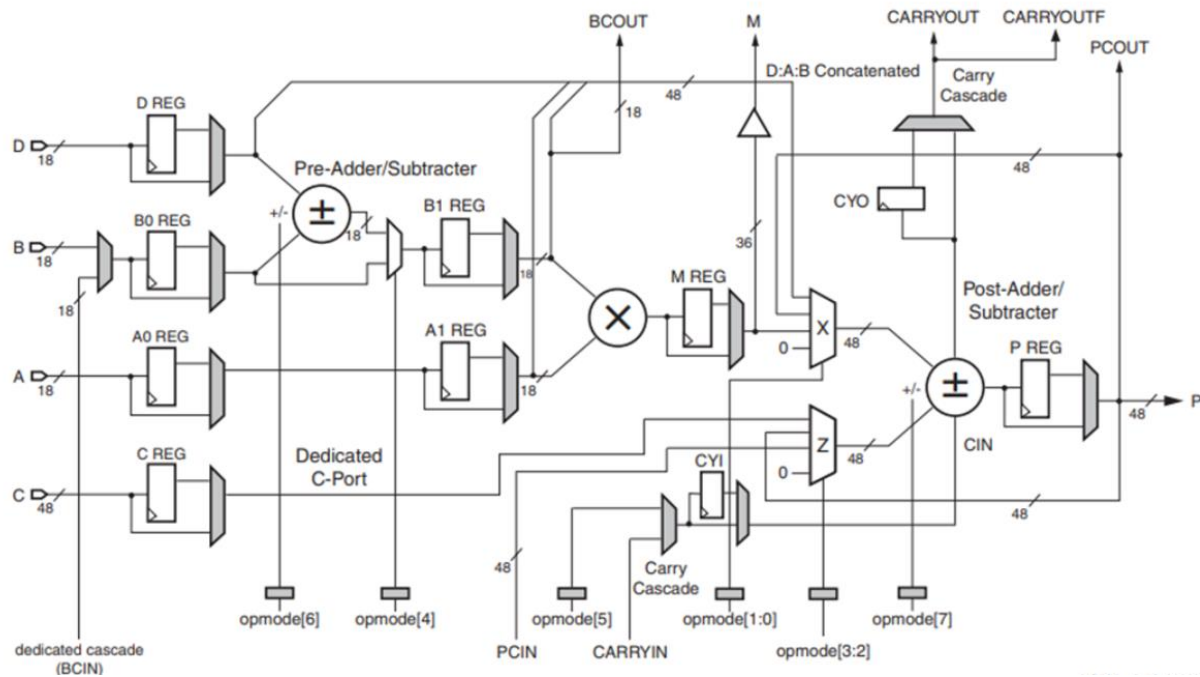 BCOUT
M
CARRYOUT
CARRYOUTF
PCOUT
D:A:B Concatenated
Carry
Cascade
48
18
D REG
D
18
Pre-Adder/Subtracter
+/-
±
18
B0 REG
B
18
18
B1 REG
18
48
CYO
36
M REG
×
X
0
48
Post-Adder/
Subtracter
P REG
+/-
±
P
48
CIN
A0 REG
A
18
A1 REG
18
Z
0
48
C REG
C
48
Dedicated
C-Port
CYI
48
48
Carry
Cascade
opmode[6]
opmode[4]
opmode[5]
opmode[1:0]
opmode[7]
PCIN
CARRYIN
opmode[3:2]
dedicated cascade
(BCIN)